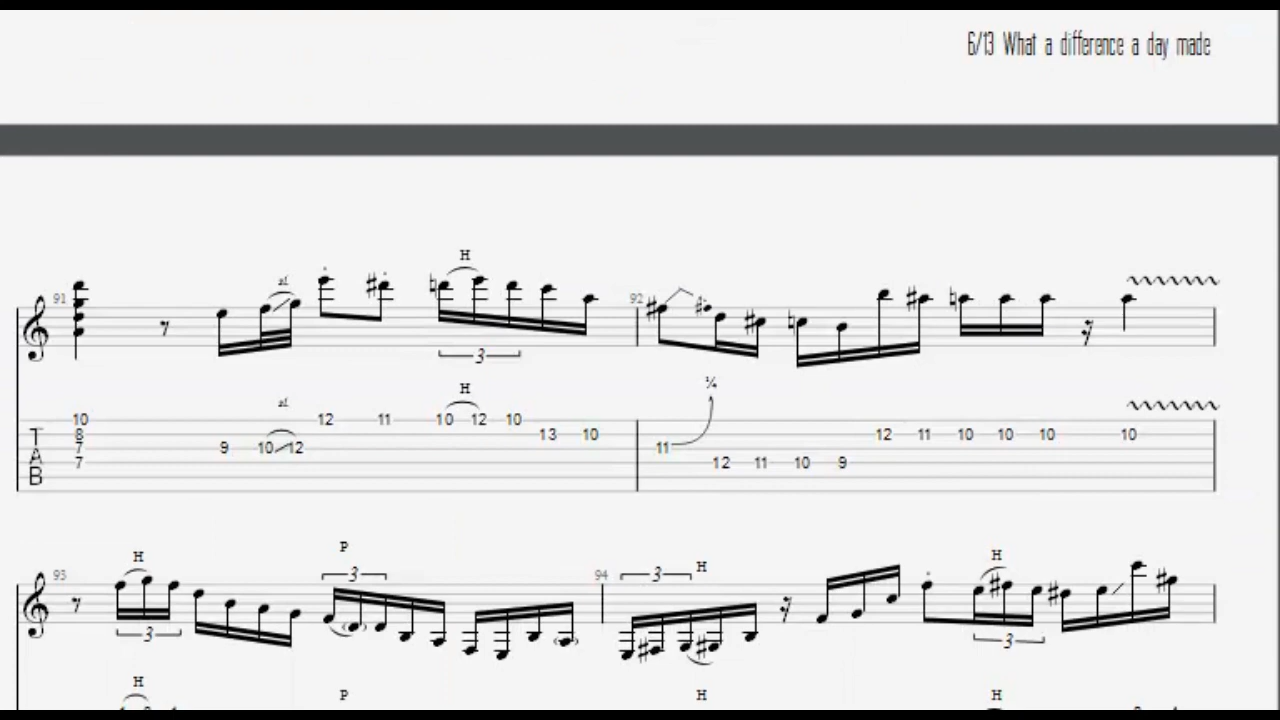 6/13 What a difference a day made
H
91 sl 92
3
H ¼
sl
10 12 11 10 12 10
T 8 13 10 12 11 10 10 10 10
A 7 9 10 12 11
B 7 12 11 10 9
H P H H
93 3 94 3
3 3
H P H H